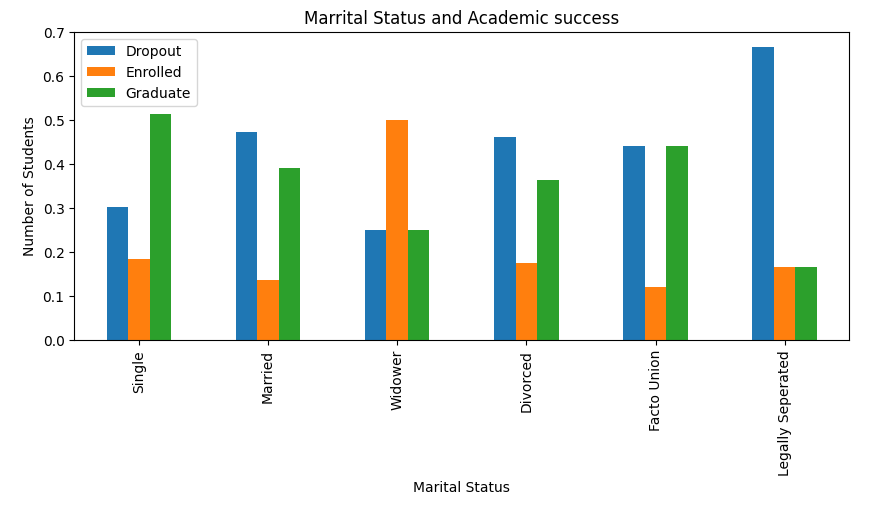 Marrital Status and Academic success
Dropout
Enrolled
Graduate
Number of Students
0.7
0.6
0.5
0.4
0.3
0.2
0.1
0.0
Single
Married
Widower
Divorced
Facto Union
Legally Seperated
Marital Status